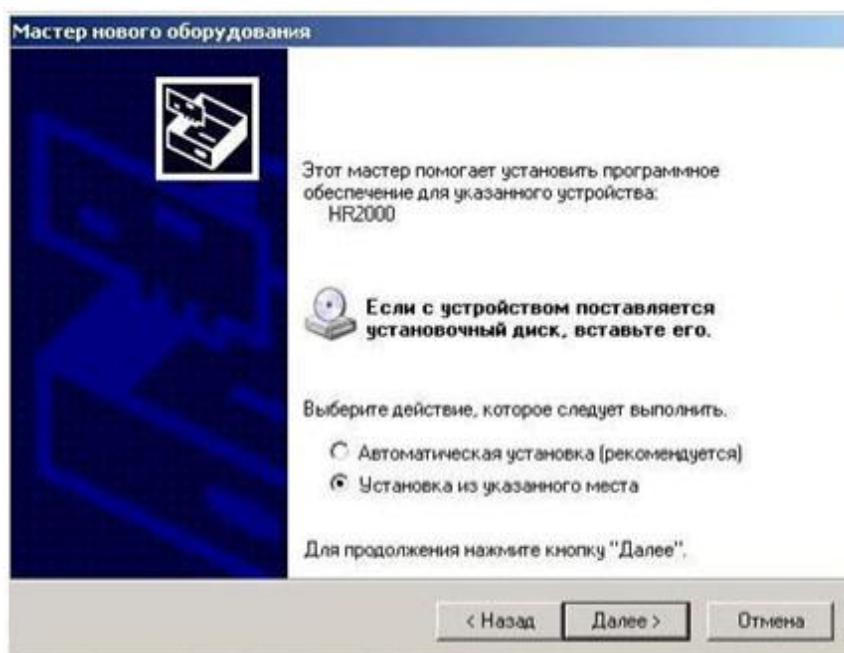 Мастер нового оборудования
Этот мастер помогает установить программное
обеспечение для указанного устройства:
HR2000
Если с устройством поставляется
установочный диск, вставьте его.
Выберите действие, которое следует выполнить.
Автоматическая установка (рекомендуется)
Установка из указанного места
Для продолжения нажмите кнопку "Далее".
< Назад
Далее >
Отмена